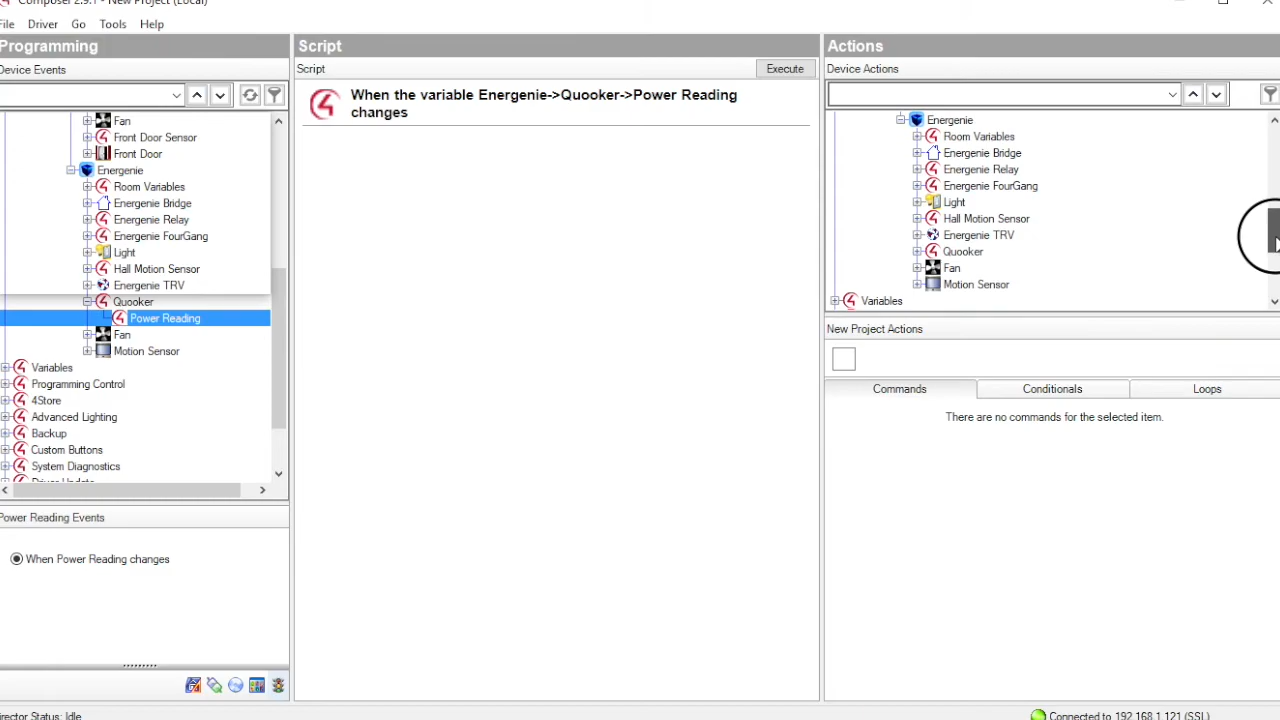 Composer 2.9.1 - New Project (Local)
File Driver Go Tools Help
Programming
Device Events
Fan
Front Door Sensor
Front Door
Energenie
Room Variables
Energenie Bridge
Energenie Relay
Energenie FourGang
Light
Hall Motion Sensor
Energenie TRV
Quooker
Power Reading
Fan
Motion Sensor
Variables
Programming Control
4Store
Advanced Lighting
Backup
Custom Buttons
System Diagnostics
Driver Update
Power Reading Events
When Power Reading changes
Script
Script Execute
When the variable Energenie->Quooker->Power Reading
changes
Actions
Device Actions
Energenie
Room Variables
Energenie Bridge
Energenie Relay
Energenie FourGang
Light
Hall Motion Sensor
Energenie TRV
Quooker
Fan
Motion Sensor
Variables
New Project Actions
Commands Conditionals Loops
There are no commands for the selected item.
irector Status: Idle
Connected to 192.168.1.121 (SSL)